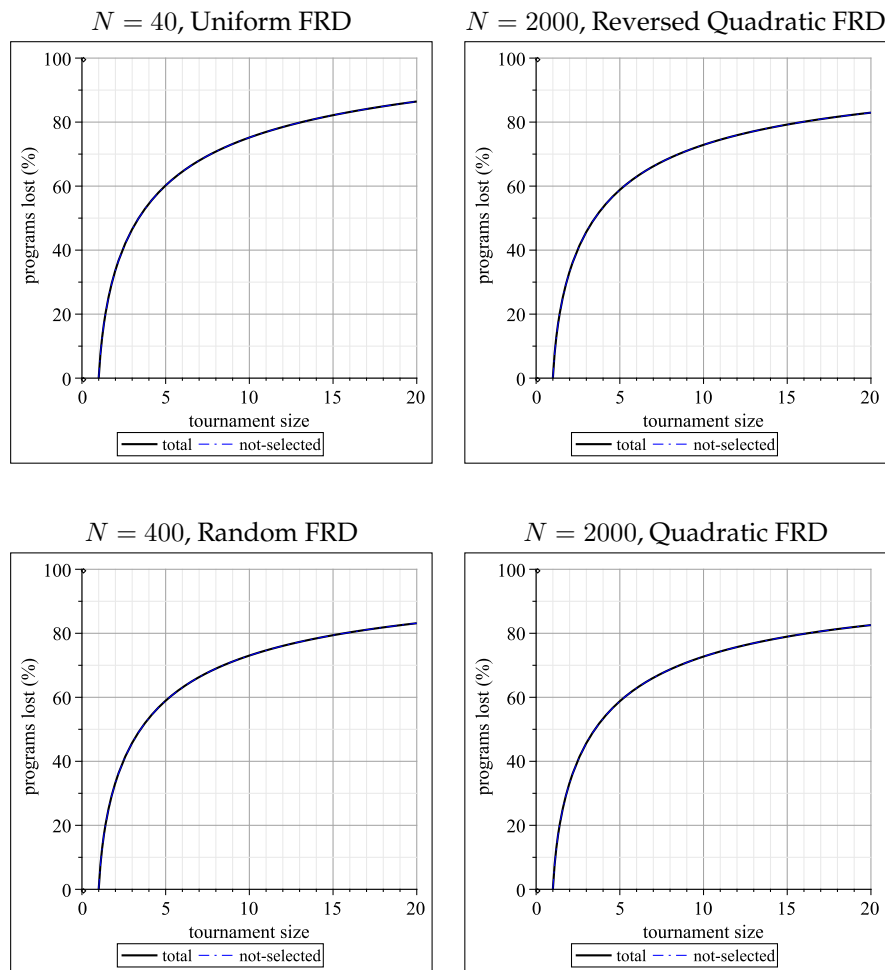 N = 40, Uniform FRD
100
80
60
40
20
0
programs lost (%)
0 5 10 15 20
tournament size
total not-selected
N = 2000, Reversed Quadratic FRD
100
80
60
40
20
0
programs lost (%)
0 5 10 15 20
tournament size
total not-selected
N = 400, Random FRD
100
80
60
40
20
0
programs lost (%)
0 5 10 15 20
tournament size
total not-selected
N = 2000, Quadratic FRD
100
80
60
40
20
0
programs lost (%)
0 5 10 15 20
tournament size
total not-selected